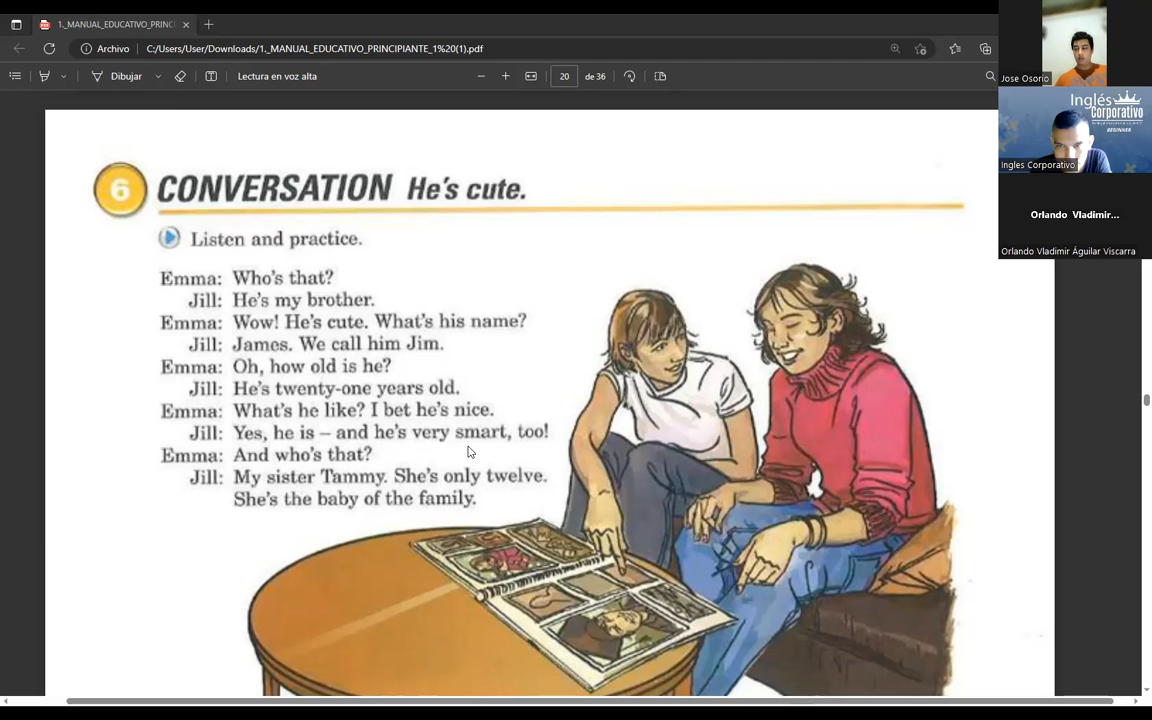 1._MANUAL_EDUCATIVO_PRINC
Archivo
C:/Users/User/Downloads/1._MANUAL_EDUCATIVO_PRINCIPIANTE_1%20(1).pdf
Dibujar
Lectura en voz alta
20
de 36
Jose Osorio
Inglés
Corporativo
BEGINNER
Ingles Corporativo
Orlando Vladimir...
Orlando Vladimir Águilar Viscarra
6 CONVERSATION He's cute.
Listen and practice.
Emma: Who's that?
Jill: He's my brother.
Emma: Wow! He's cute. What's his name?
Jill: James. We call him Jim.
Emma: Oh, how old is he?
Jill: He's twenty-one years old.
Emma: What's he like? I bet he's nice.
Jill: Yes, he is – and he's very smart, too!
Emma: And who's that?
Jill: My sister Tammy. She's only twelve.
She's the baby of the family.